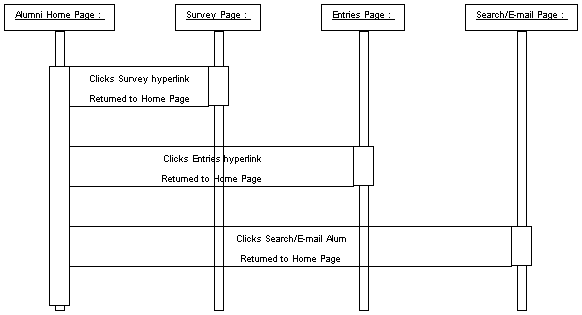 Alumni Home Page :
Survey Page :
Entries Page :
Search/E-mail Page :
Clicks Survey hyperlink
Returned to Home Page
Clicks Entries hyperlink
Returned to Home Page
Clicks Search/E-mail Alum
Returned to Home Page